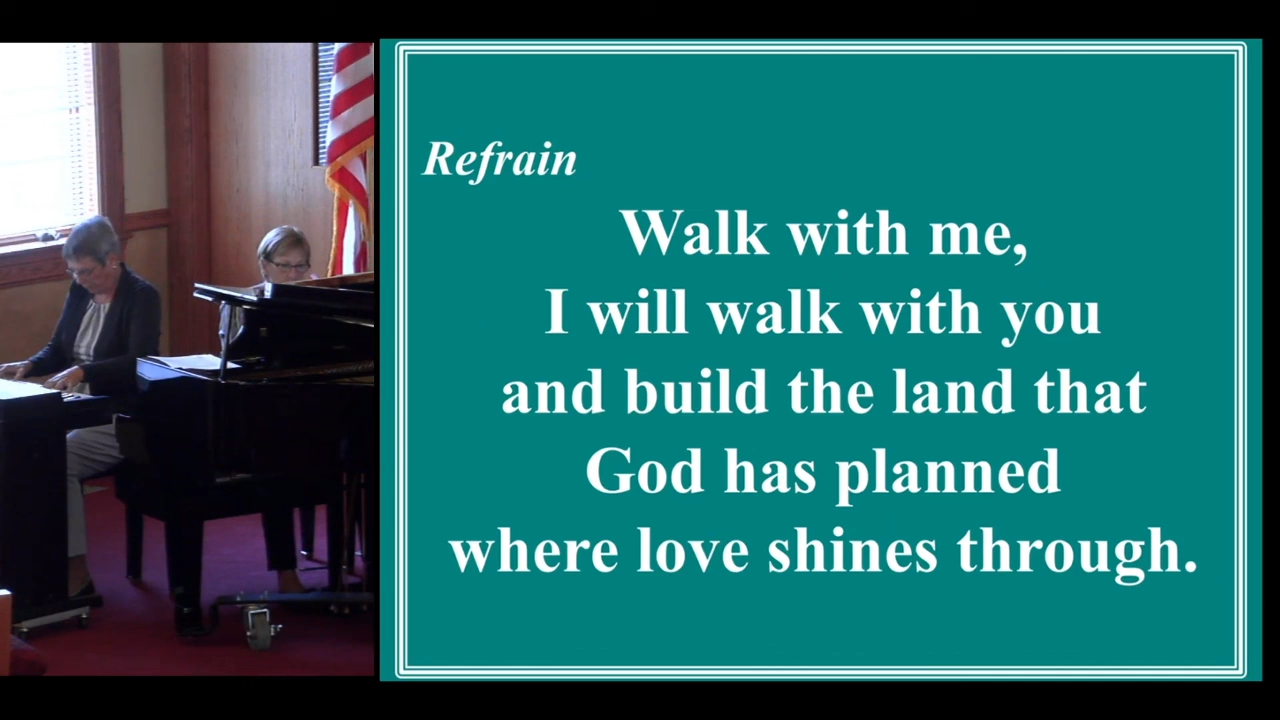 Refrain
Walk with me,
I will walk with you
and build the land that
God has planned
where love shines through.